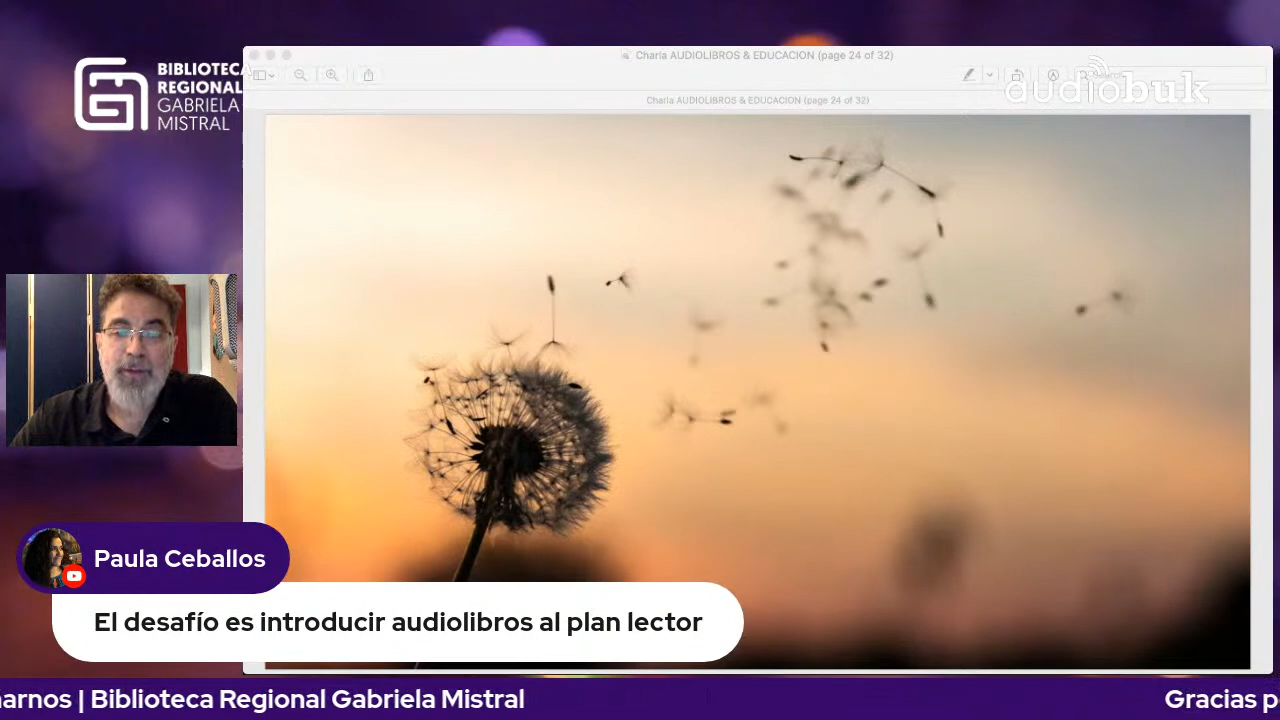 BIBLIOTECA
REGIONAL
GABRIELA
MISTRAL
Charla AUDIOLIBROS & EDUCACION (page 24 of 32)
audiobuk
Charla AUDIOLIBROS & EDUCACION (page 24 of 32)
Paula Ceballos
El desafío es introducir audiolibros al plan lector
arnos | Biblioteca Regional Gabriela Mistral
Gracias p